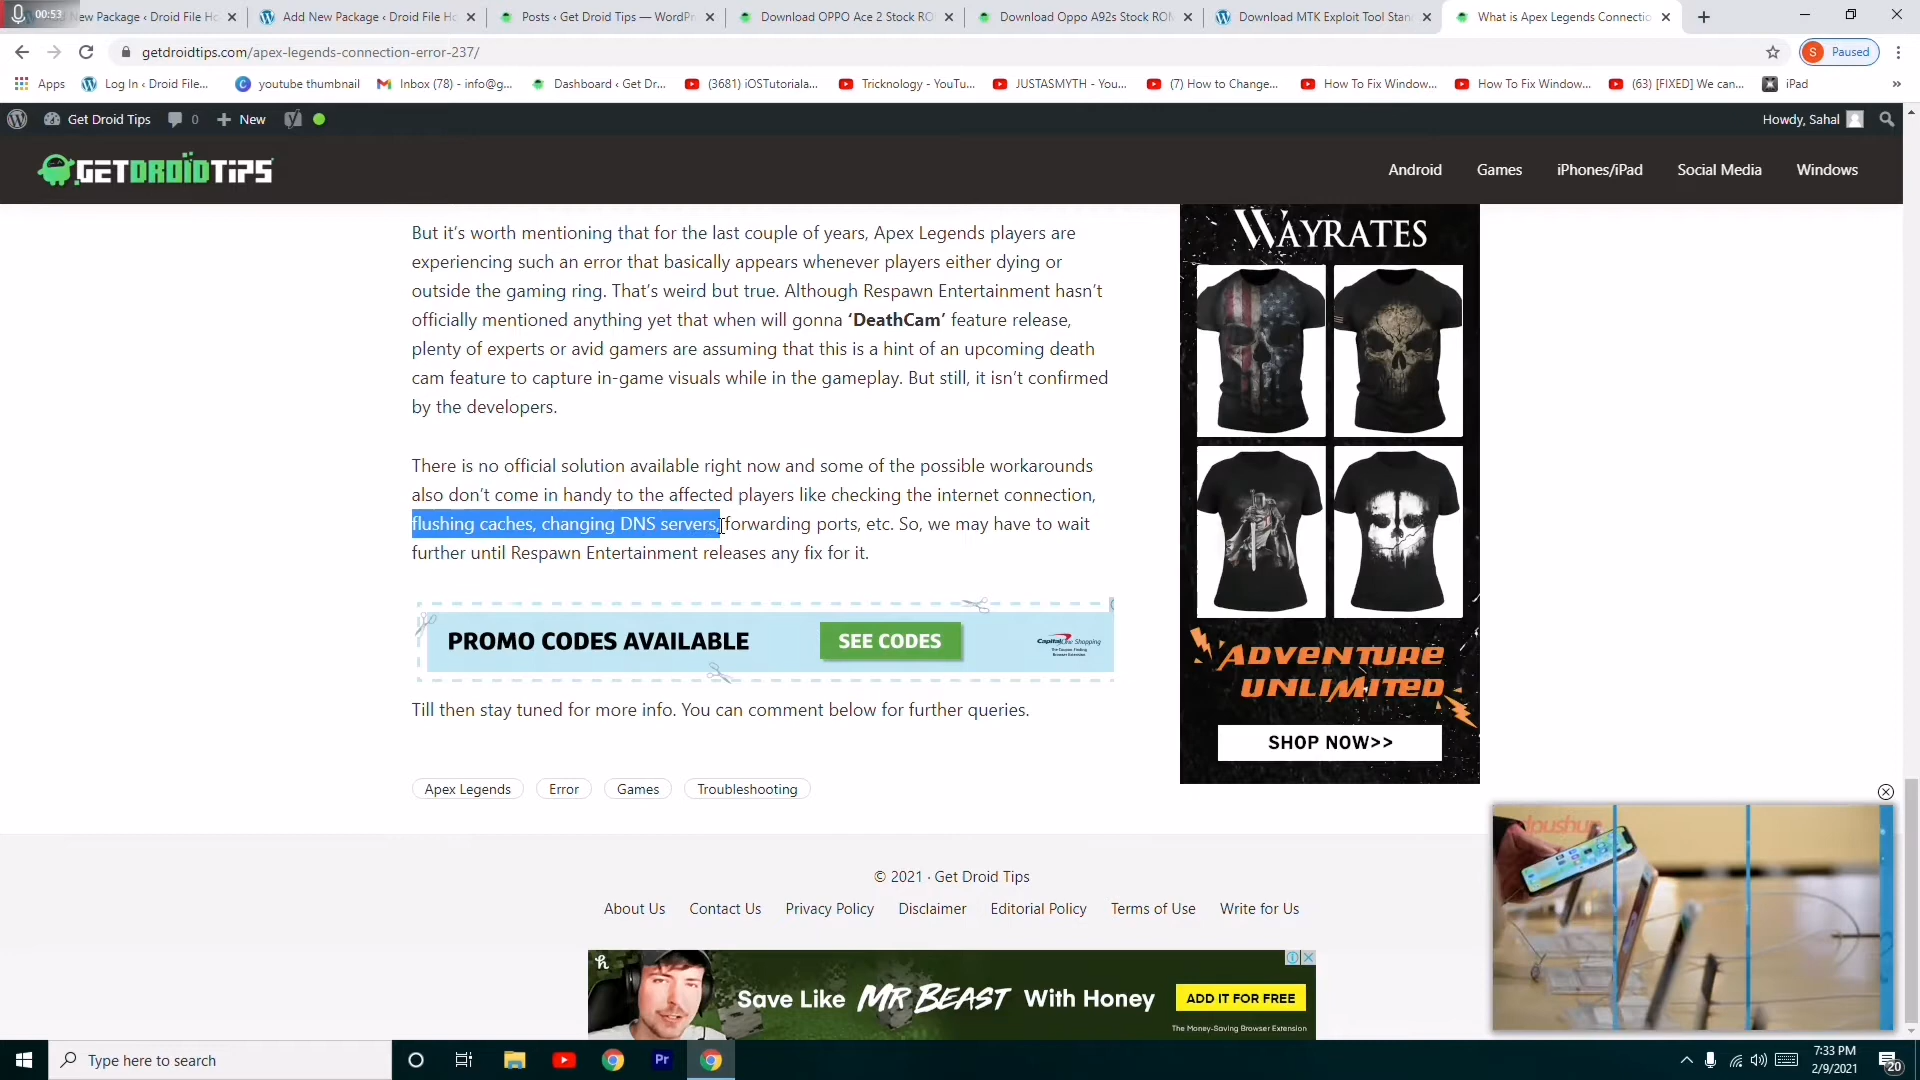 00:53
ew Package ‹ Droid File Ho
Add New Package ‹ Droid File Ho
Posts ‹ Get Droid Tips — WordPr
Download OPPO Ace 2 Stock RO
Download Oppo A92s Stock ROM
Download MTK Exploit Tool Stan
What is Apex Legends Connectio
getdroidtips.com/apex-legends-connection-error-237/
S Paused
Apps
Log In ‹ Droid File...
youtube thumbnail
Inbox (78) - info@g...
Dashboard ‹ Get Dr...
(3681) iOSTutoriala...
Tricknology - YouTu...
JUSTASMYTH - You...
(7) How to Change...
How To Fix Window...
How To Fix Window...
(63) [FIXED] We can...
iPad
»
Get Droid Tips
0
New
Howdy, Sahal
GETDROIDTIPS
Android
Games
iPhones/iPad
Social Media
Windows
But it's worth mentioning that for the last couple of years, Apex Legends players are
experiencing such an error that basically appears whenever players either dying or
outside the gaming ring. That's weird but true. Although Respawn Entertainment hasn't
officially mentioned anything yet that when will gonna ‘DeathCam’ feature release,
plenty of experts or avid gamers are assuming that this is a hint of an upcoming death
cam feature to capture in-game visuals while in the gameplay. But still, it isn't confirmed
by the developers.
There is no official solution available right now and some of the possible workarounds
also don't come in handy to the affected players like checking the internet connection,
flushing caches, changing DNS servers, forwarding ports, etc. So, we may have to wait
further until Respawn Entertainment releases any fix for it.
WAYRATES
ADVENTURE
UNLIMITED
SHOP NOW>>
PROMO CODES AVAILABLE
SEE CODES
Capital One Shopping
The Coupon-Finding
Browser Extension
Till then stay tuned for more info. You can comment below for further queries.
Apex Legends
Error
Games
Troubleshooting
© 2021 · Get Droid Tips
About Us
Contact Us
Privacy Policy
Disclaimer
Editorial Policy
Terms of Use
Write for Us
h
Save Like MR BEAST With Honey
ADD IT FOR FREE
The Money-Saving Browser Extension
Type here to search
Pr
7:33 PM
2/9/2021
20